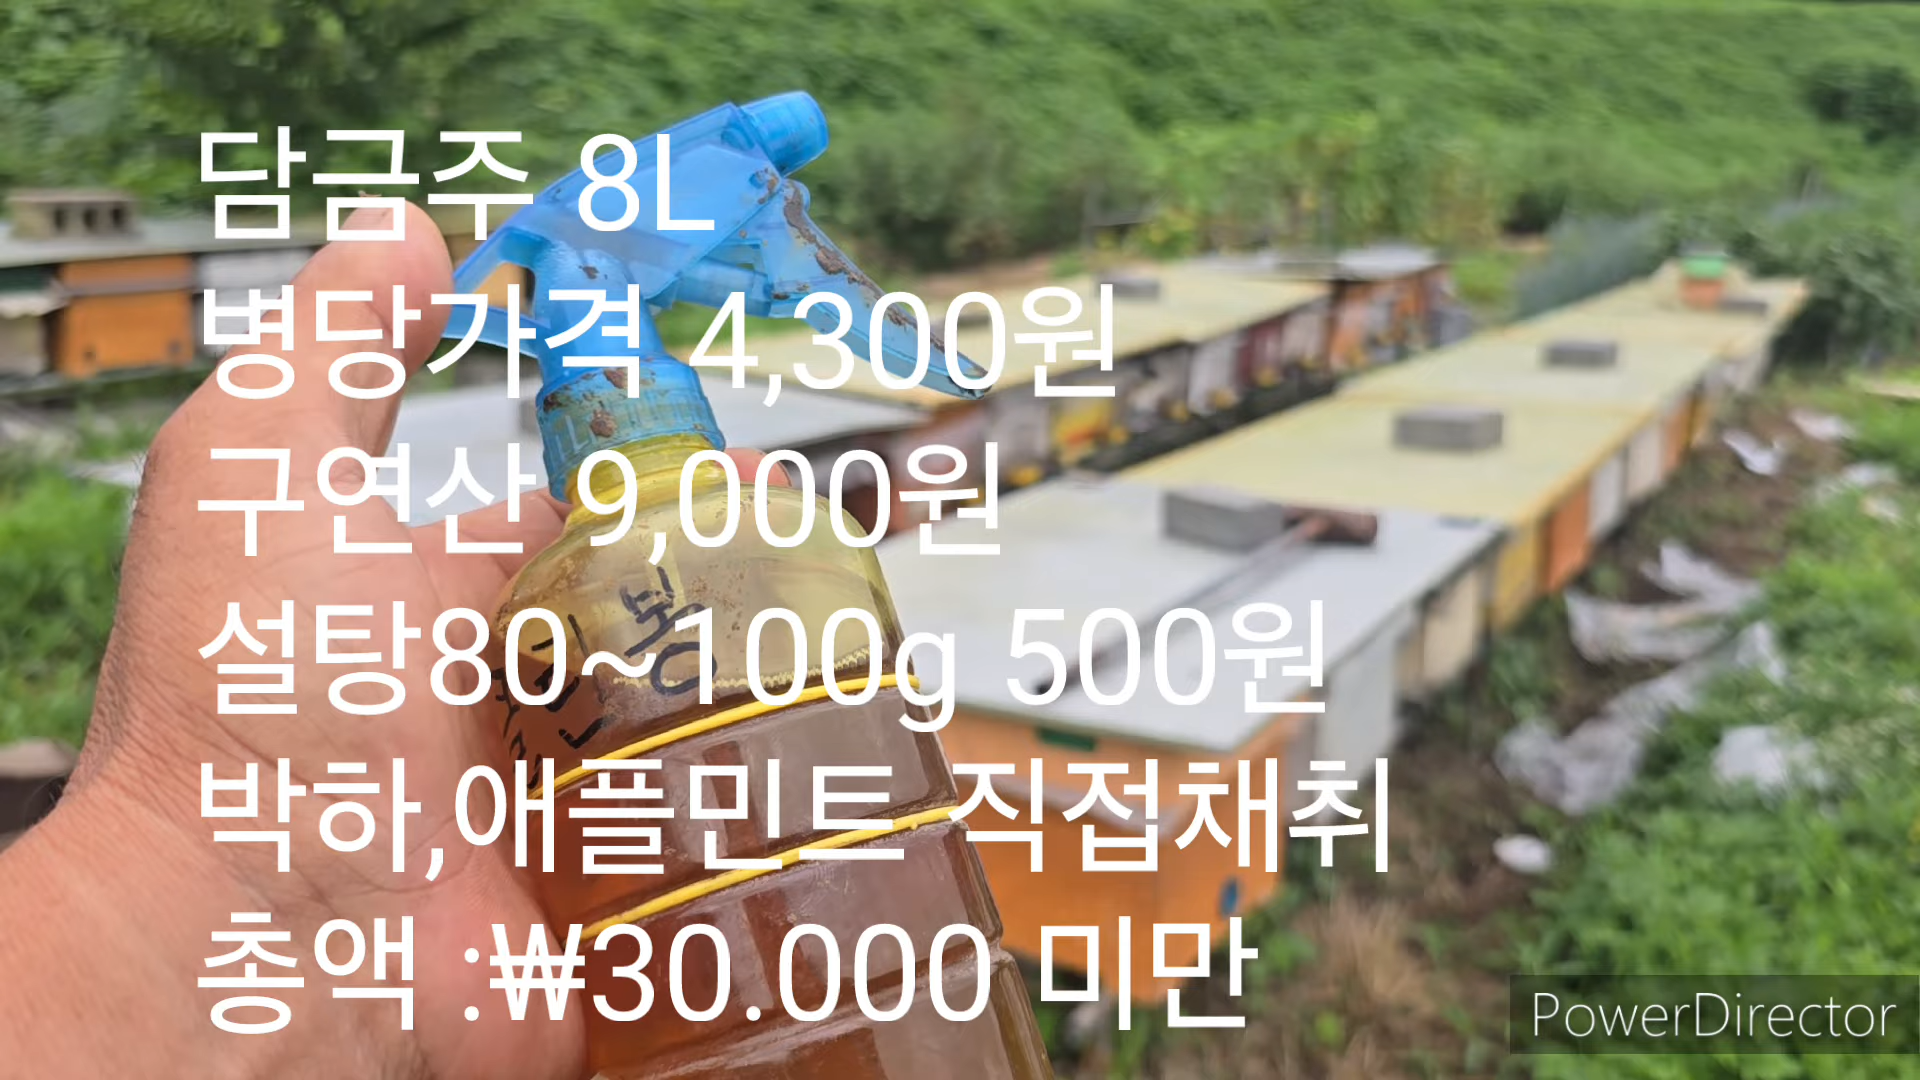 담금주 8L
병당가격 4,300원
구연산 9,000원
설탕80~100g 500원
박하,애플민트 직접채취
총액 :₩30.000 미만
PowerDirector